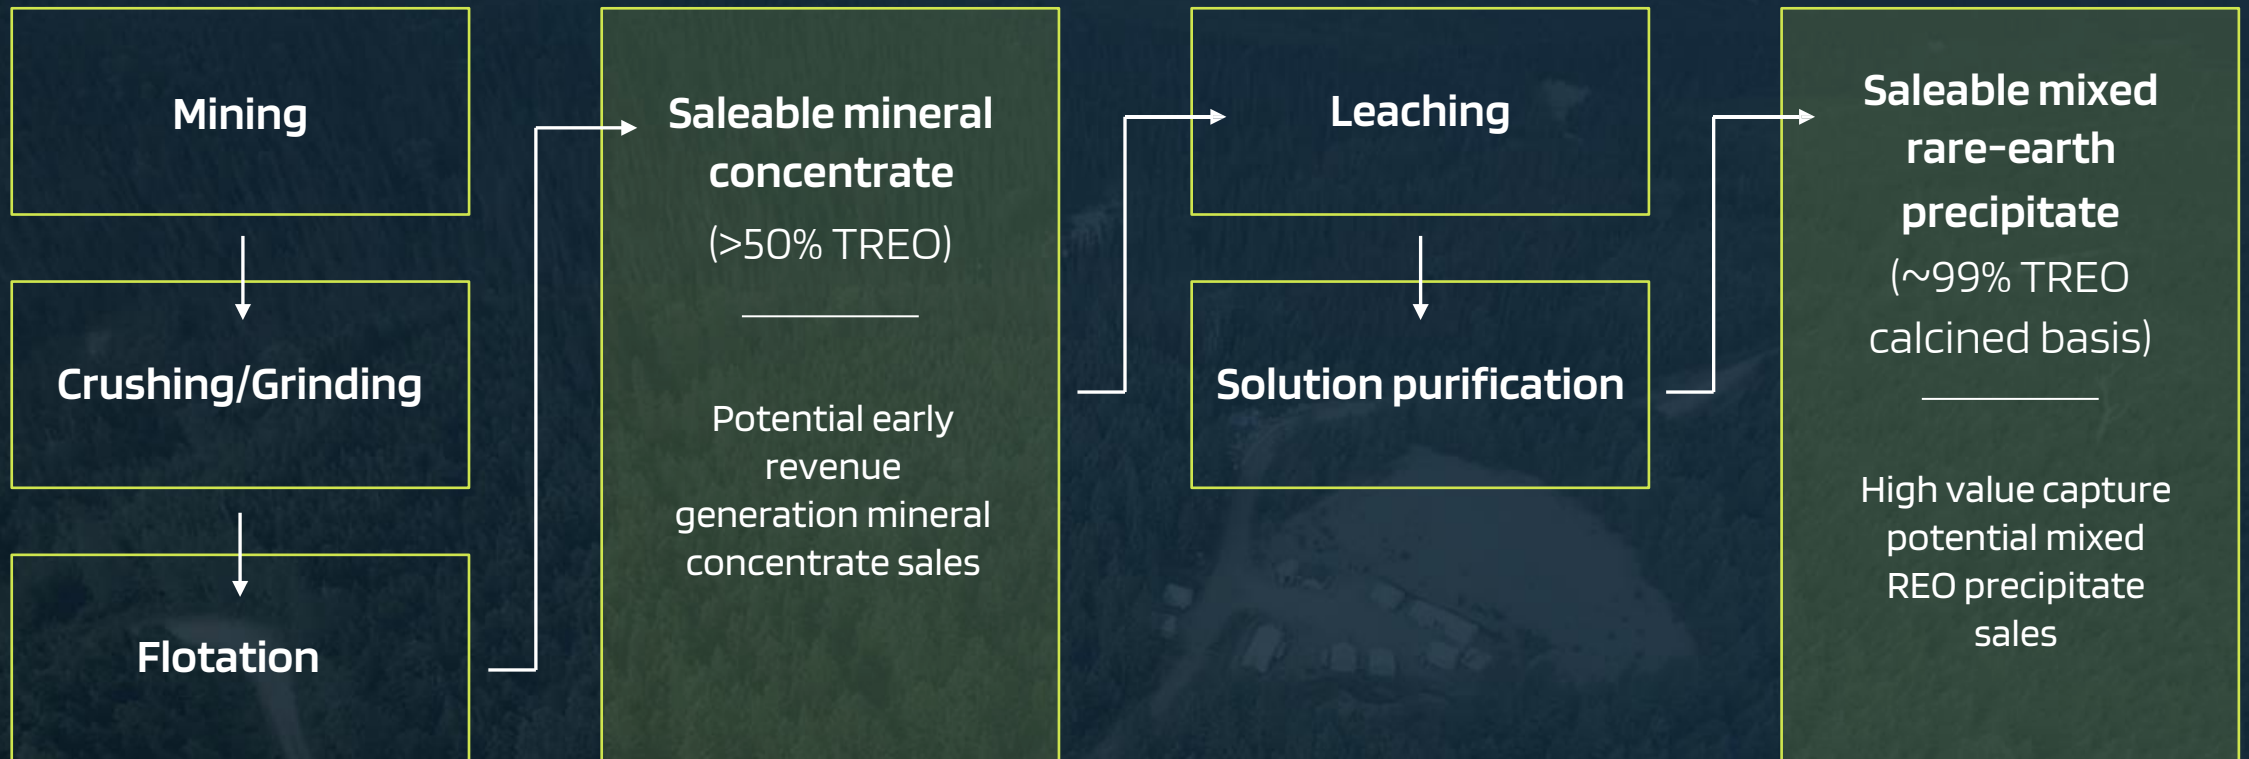 Mining
Crushing/Grinding
Flotation
Saleable mineral
concentrate
(>50% TREO)
Potential early
revenue
generation mineral
concentrate sales
Leaching
Solution purification
Saleable mixed
rare-earth
precipitate
(~99% TREO
calcined basis)
High value capture
potential mixed
REO precipitate
sales